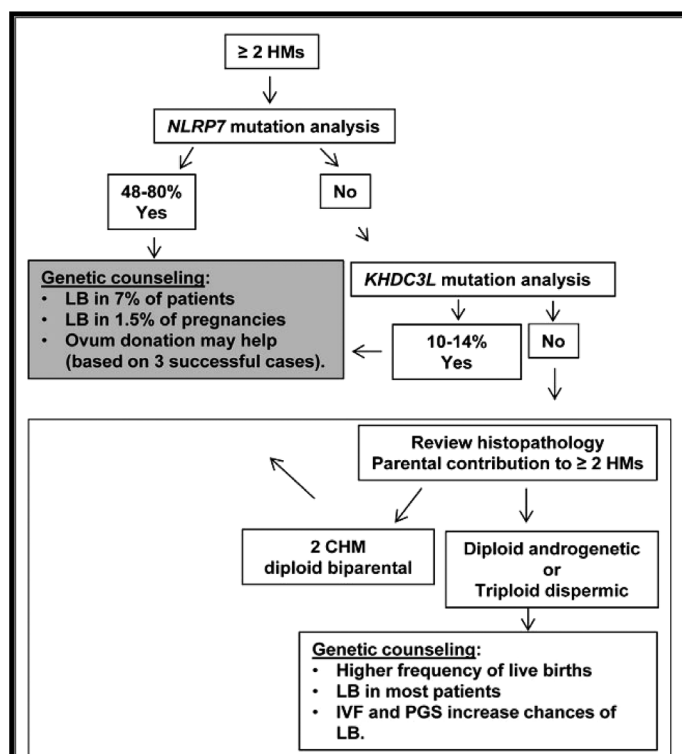 ≥ 2 HMs
NLRP7 mutation analysis
48-80%
Yes
No
Genetic counseling:
• LB in 7% of patients
• LB in 1.5% of pregnancies
• Ovum donation may help
(based on 3 successful cases).
KHDC3L mutation analysis
10-14%
Yes
No
Review histopathology
Parental contribution to ≥ 2 HMs
2 CHM
diploid biparental
Diploid androgenetic
or
Triploid dispermic
Genetic counseling:
• Higher frequency of live births
• LB in most patients
• IVF and PGS increase chances of
LB.